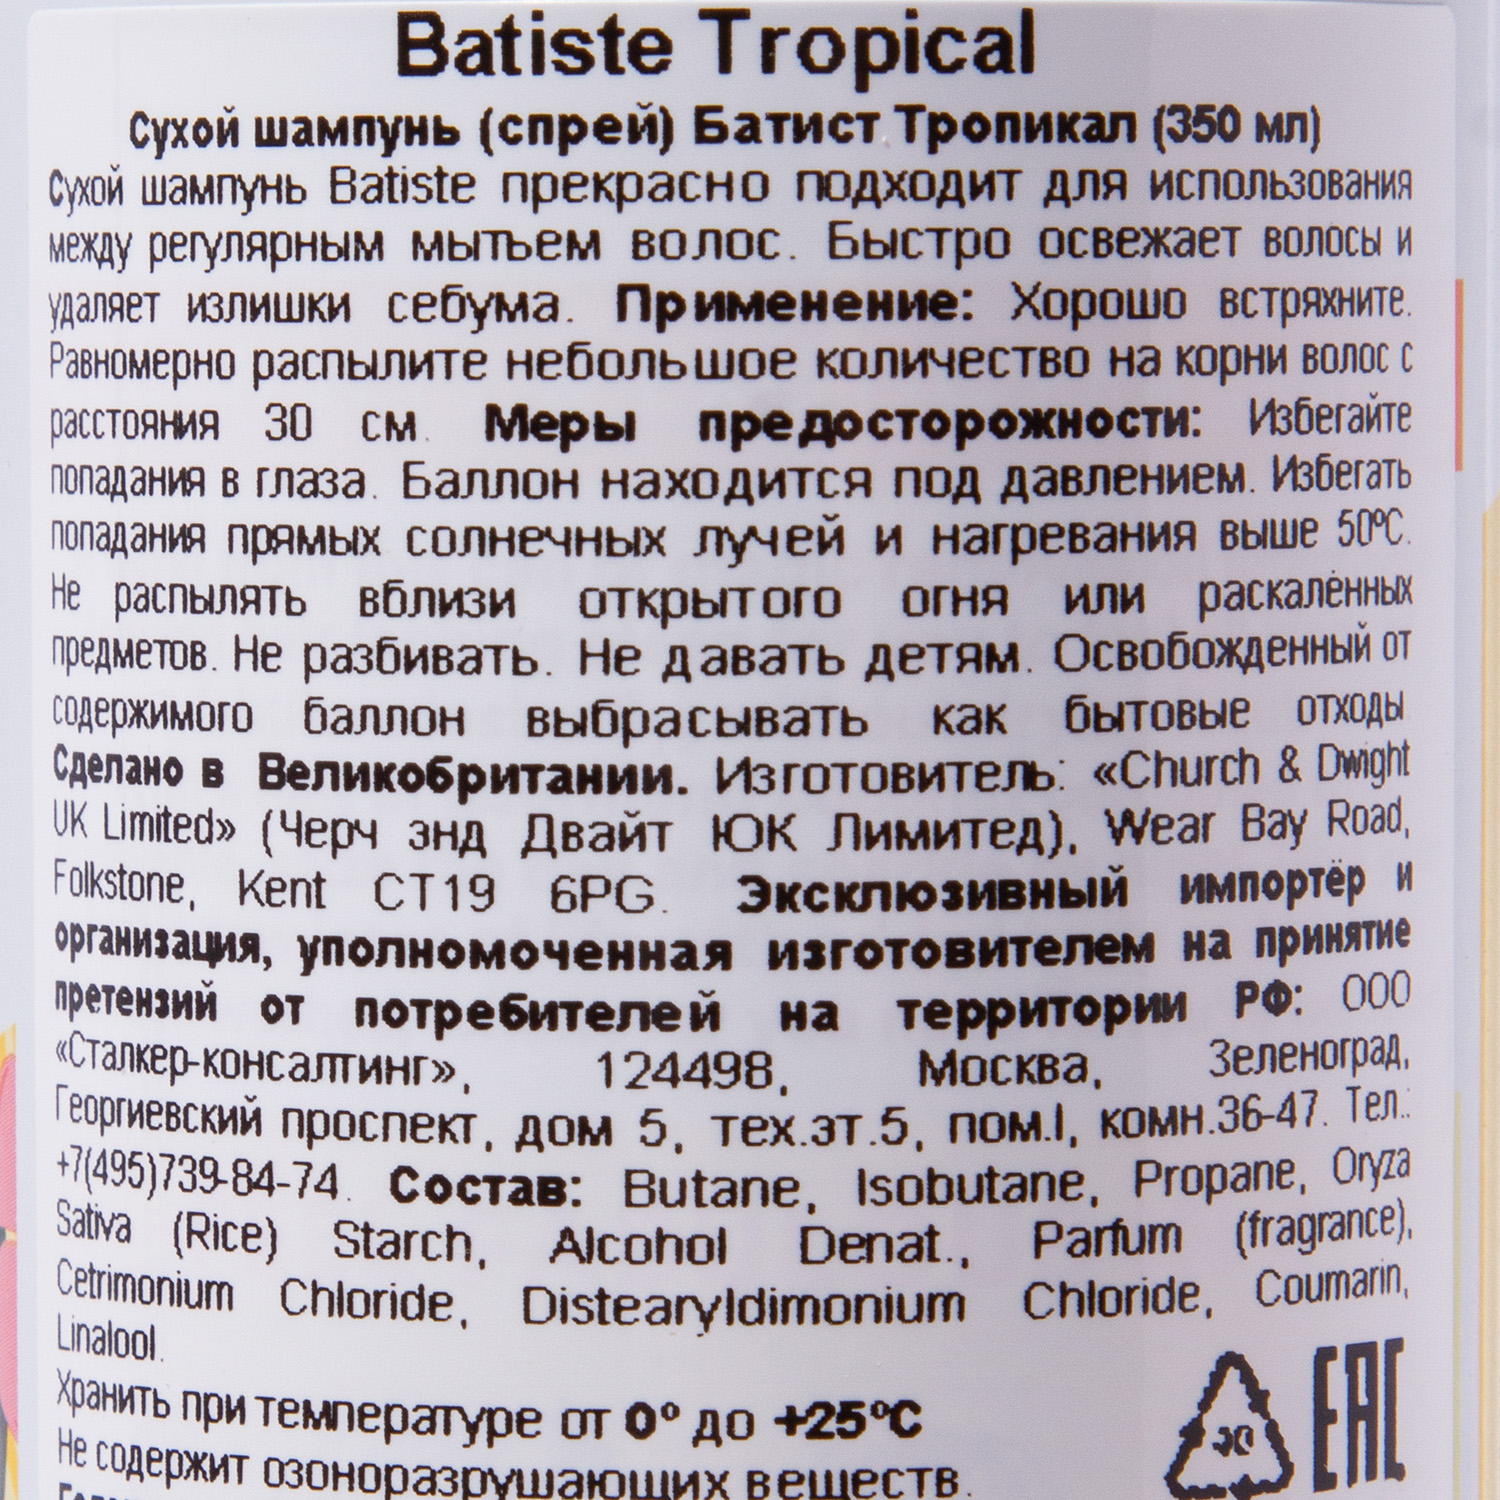 Batiste Tropical
Сухой шампунь (спрей) Батист Тропикал (350 мл)
Сухой шампунь Batiste прекрасно подходит для использования
между регулярным мытьем волос. Быстро освежает волосы и
удаляет излишки себума. Применение: Хорошо встряхните.
Равномерно распылите небольшое количество на корни волос с
расстояния 30 см. Меры предосторожности: Избегайте
попадания в глаза. Баллон находится под давлением. Избегать
попадания прямых солнечных лучей и нагревания выше 50ºC.
Не распылять вблизи открытого огня или раскалённых
предметов. Не разбивать. Не давать детям. Освобожденный от
содержимого баллон выбрасывать как бытовые отходы
Сделано в Великобритании. Изготовитель: «Church & Dwight
UK Limited» (Черч энд Двайт ЮК Лимитед), Wear Bay Road,
Folkstone, Kent CT19 6PG. Эксклюзивный импортёр и
организация, уполномоченная изготовителем на принятие
претензий от потребителей на территории РФ: ООО
«Сталкер-консалтинг», 124498, Москва, Зеленоград,
Георгиевский проспект, дом 5, тех.эт.5, пом.I, комн.36-47. Тел.:
+7(495)739-84-74. Состав: Butane, Isobutane, Propane, Oryza
Sativa (Rice) Starch, Alcohol Denat., Parfum (fragrance),
Cetrimonium Chloride, Distearyldimonium Chloride, Coumarin,
Linalool.
Хранить при температуре от 0° до +25°C
Не содержит озоноразрушающих веществ.
EAC